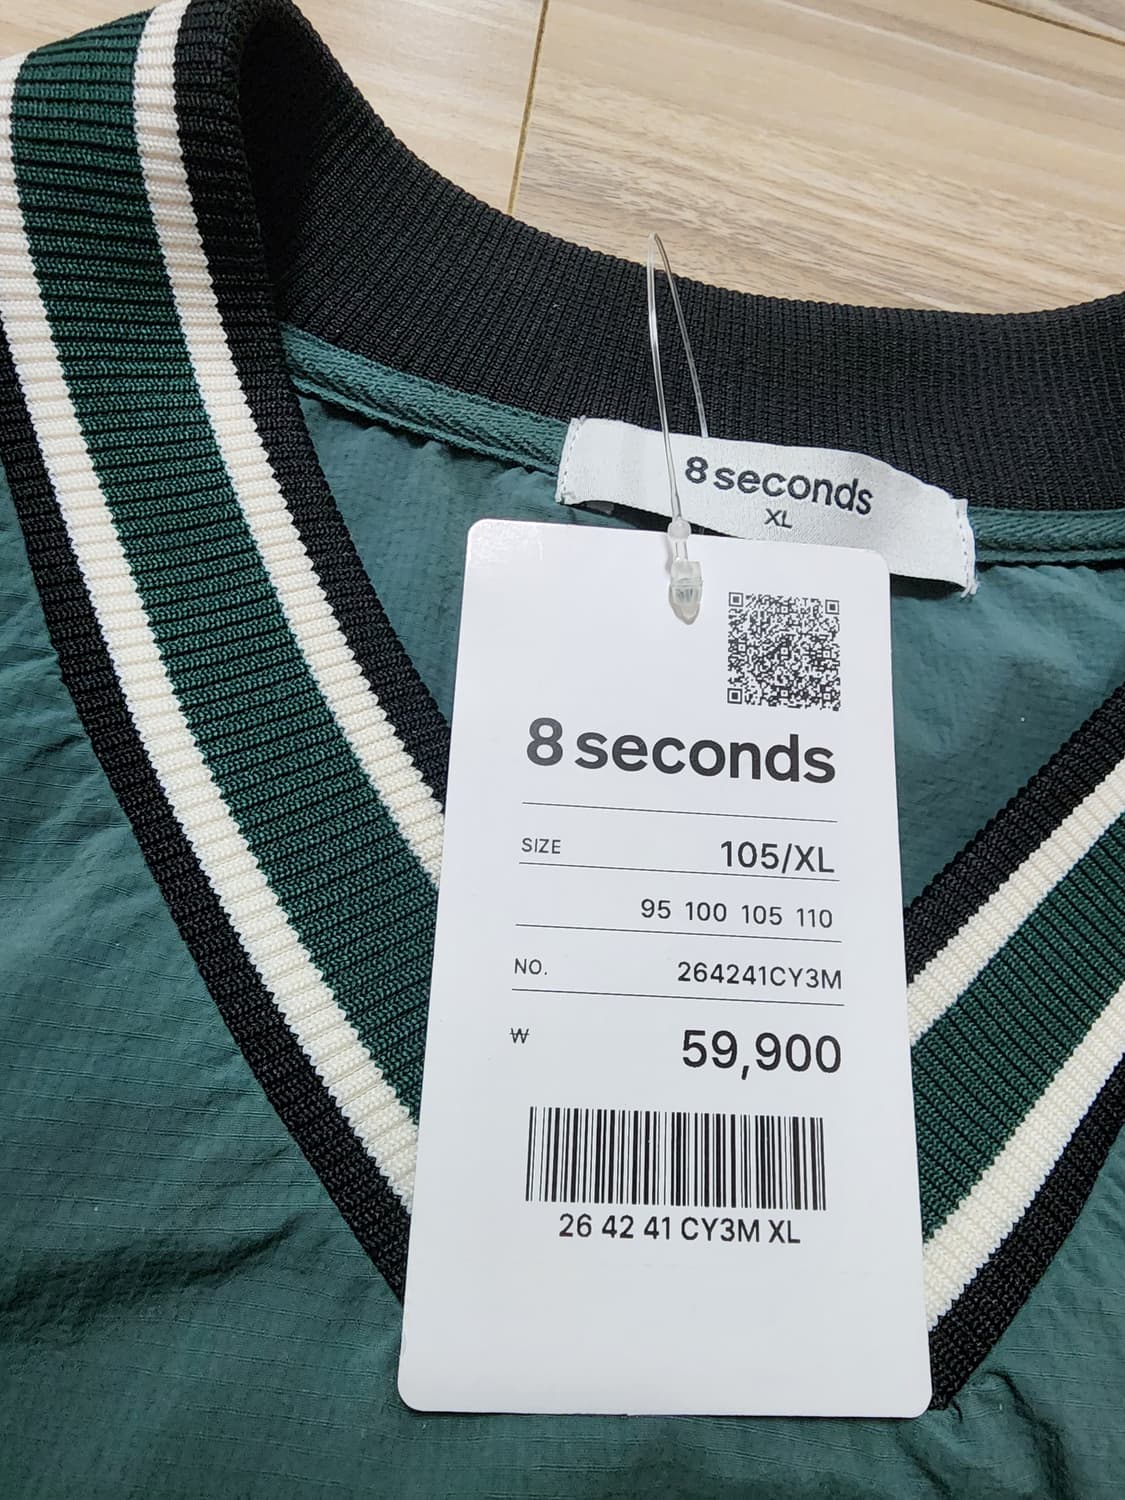 8 seconds
XL
8 seconds
SIZE 105/XL
95 100 105 110
NO. 264241CY3M
₩ 59,900
26 42 41 CY3M XL